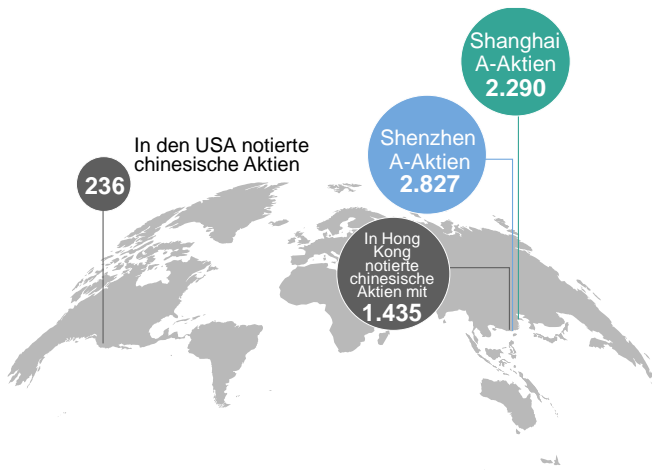 Shanghai
A-Aktien
2.290
In den USA notierte
chinesische Aktien
236
Shenzhen
A-Aktien
2.827
In Hong
Kong
notierte
chinesische
Aktien mit
1.435